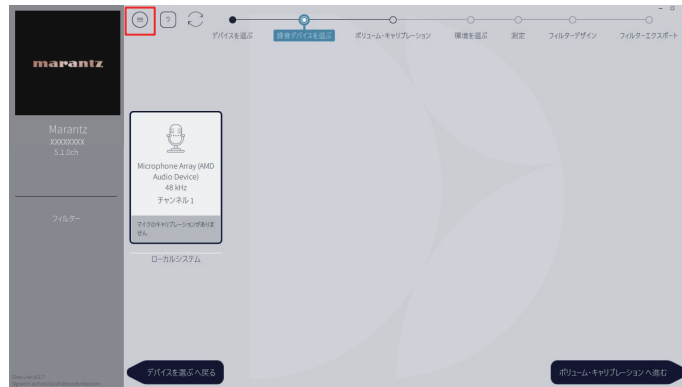 ?
デバイスを選ぶ
録音デバイスを選ぶ
ボリューム・キャリブレーション
環境を選ぶ
測定
フィルターデザイン
フィルターエクスポート
marantz
Marantz
XXXXXXXX
5.1.0ch
フィルター
Microphone Array (AMD
Audio Device)
48 kHz
チャンネル 1
マイクのキャリブレーションがありま
せん
ローカルシステム
デバイスを選ぶ へ戻る
ボリューム・キャリブレーション へ進む